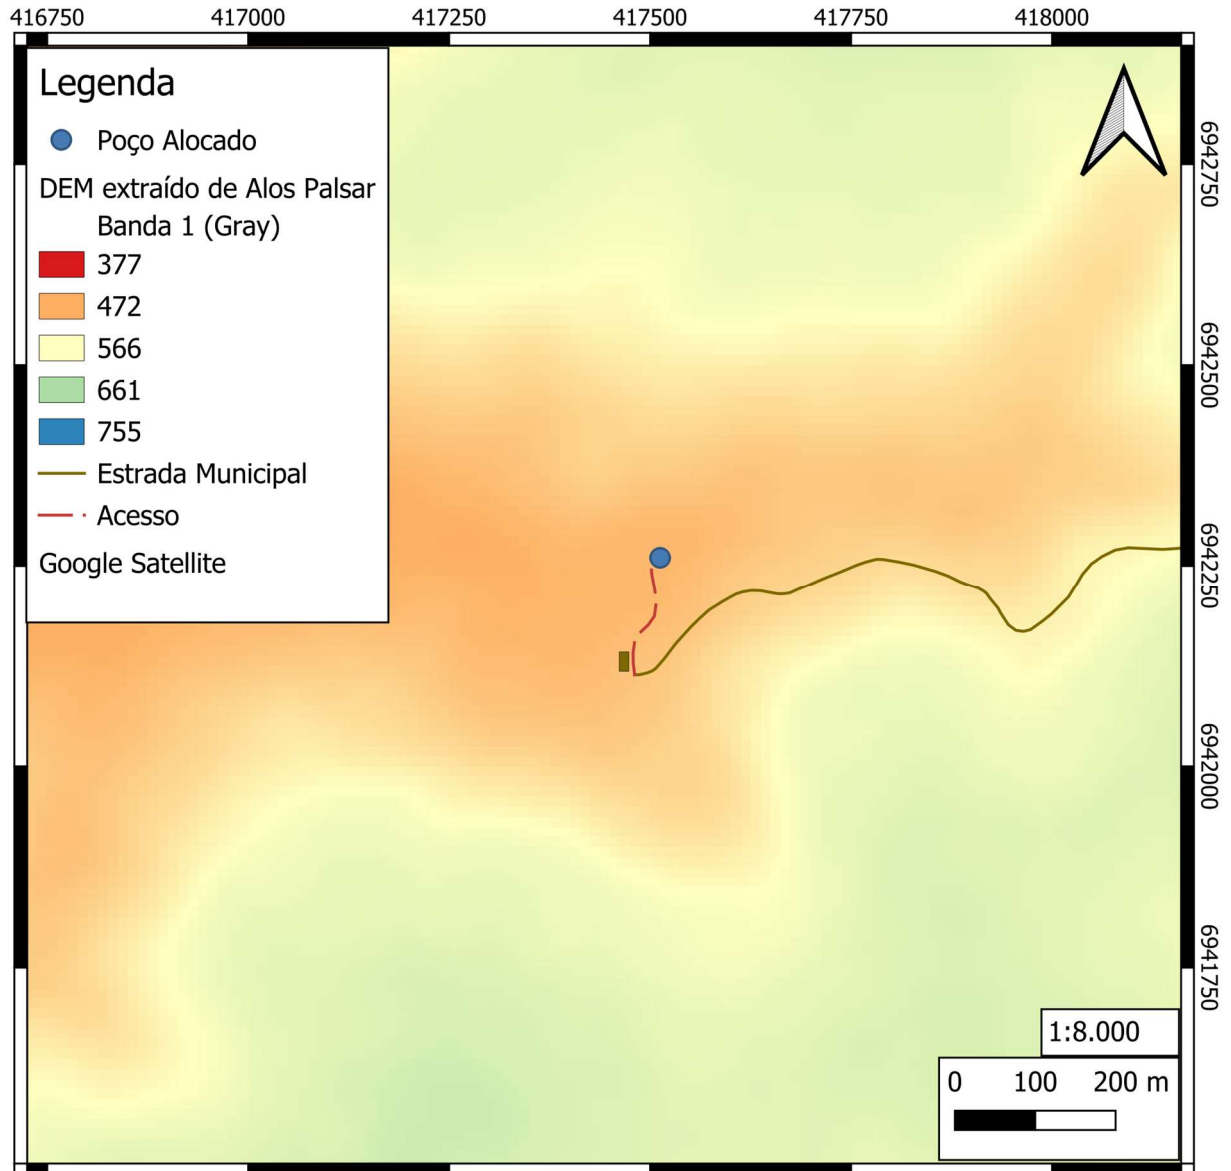 416750 417000 417250 417500 417750 418000
Legenda
Poço Alocado
DEM extraído de Alos Palsar
Banda 1 (Gray)
377
472
566
661
755
Estrada Municipal
Acesso
Google Satellite
6942750
6942500
6942250
6942000
6941750
1:8.000
0 100 200 m